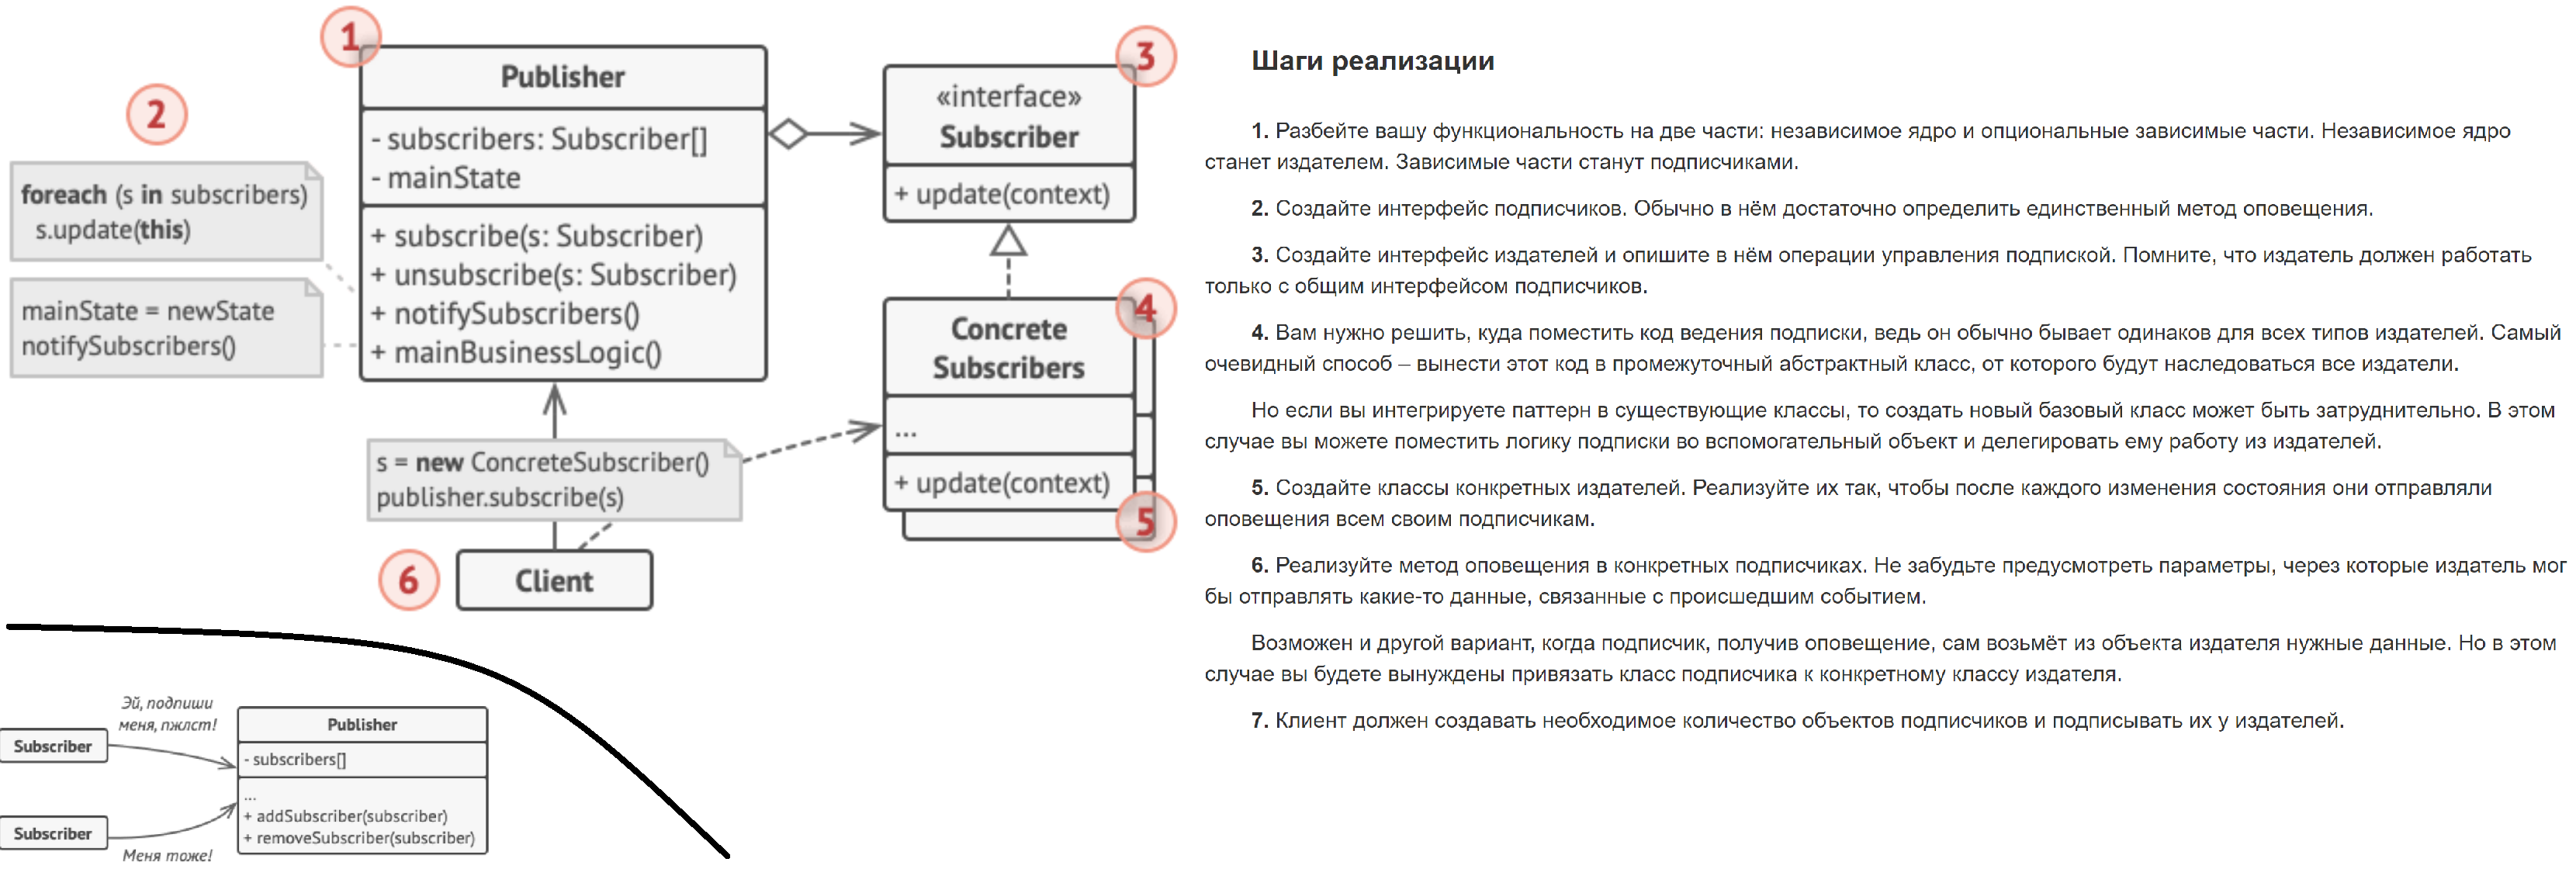 1
Publisher
- subscribers: Subscriber[]
- mainState
+ subscribe(s: Subscriber)
+ unsubscribe(s: Subscriber)
+ notifySubscribers()
+ mainBusinessLogic()
2
foreach (s in subscribers)
s.update(this)
mainState = newState
notifySubscribers()
3
«interface»
Subscriber
+ update(context)
4
Concrete
Subscribers
...
+ update(context)
5
s = new ConcreteSubscriber()
publisher.subscribe(s)
6
Client
Эй, подпиши
меня, пжлст!
Subscriber
Subscriber
Меня тоже!
Publisher
- subscribers[]
...
+ addSubscriber(subscriber)
+ removeSubscriber(subscriber)
Шаги реализации
1. Разбейте вашу функциональность на две части: независимое ядро и опциональные зависимые части. Независимое ядро
станет издателем. Зависимые части станут подписчиками.
2. Создайте интерфейс подписчиков. Обычно в нём достаточно определить единственный метод оповещения.
3. Создайте интерфейс издателей и опишите в нём операции управления подпиской. Помните, что издатель должен работать
только с общим интерфейсом подписчиков.
4. Вам нужно решить, куда поместить код ведения подписки, ведь он обычно бывает одинаков для всех типов издателей. Самый
очевидный способ – вынести этот код в промежуточный абстрактный класс, от которого будут наследоваться все издатели.
Но если вы интегрируете паттерн в существующие классы, то создать новый базовый класс может быть затруднительно. В этом
случае вы можете поместить логику подписки во вспомогательный объект и делегировать ему работу из издателей.
5. Создайте классы конкретных издателей. Реализуйте их так, чтобы после каждого изменения состояния они отправляли
оповещения всем своим подписчикам.
6. Реализуйте метод оповещения в конкретных подписчиках. Не забудьте предусмотреть параметры, через которые издатель мог
бы отправлять какие-то данные, связанные с происшедшим событием.
Возможен и другой вариант, когда подписчик, получив оповещение, сам возьмёт из объекта издателя нужные данные. Но в этом
случае вы будете вынуждены привязать класс подписчика к конкретному классу издателя.
7. Клиент должен создавать необходимое количество объектов подписчиков и подписывать их у издателей.